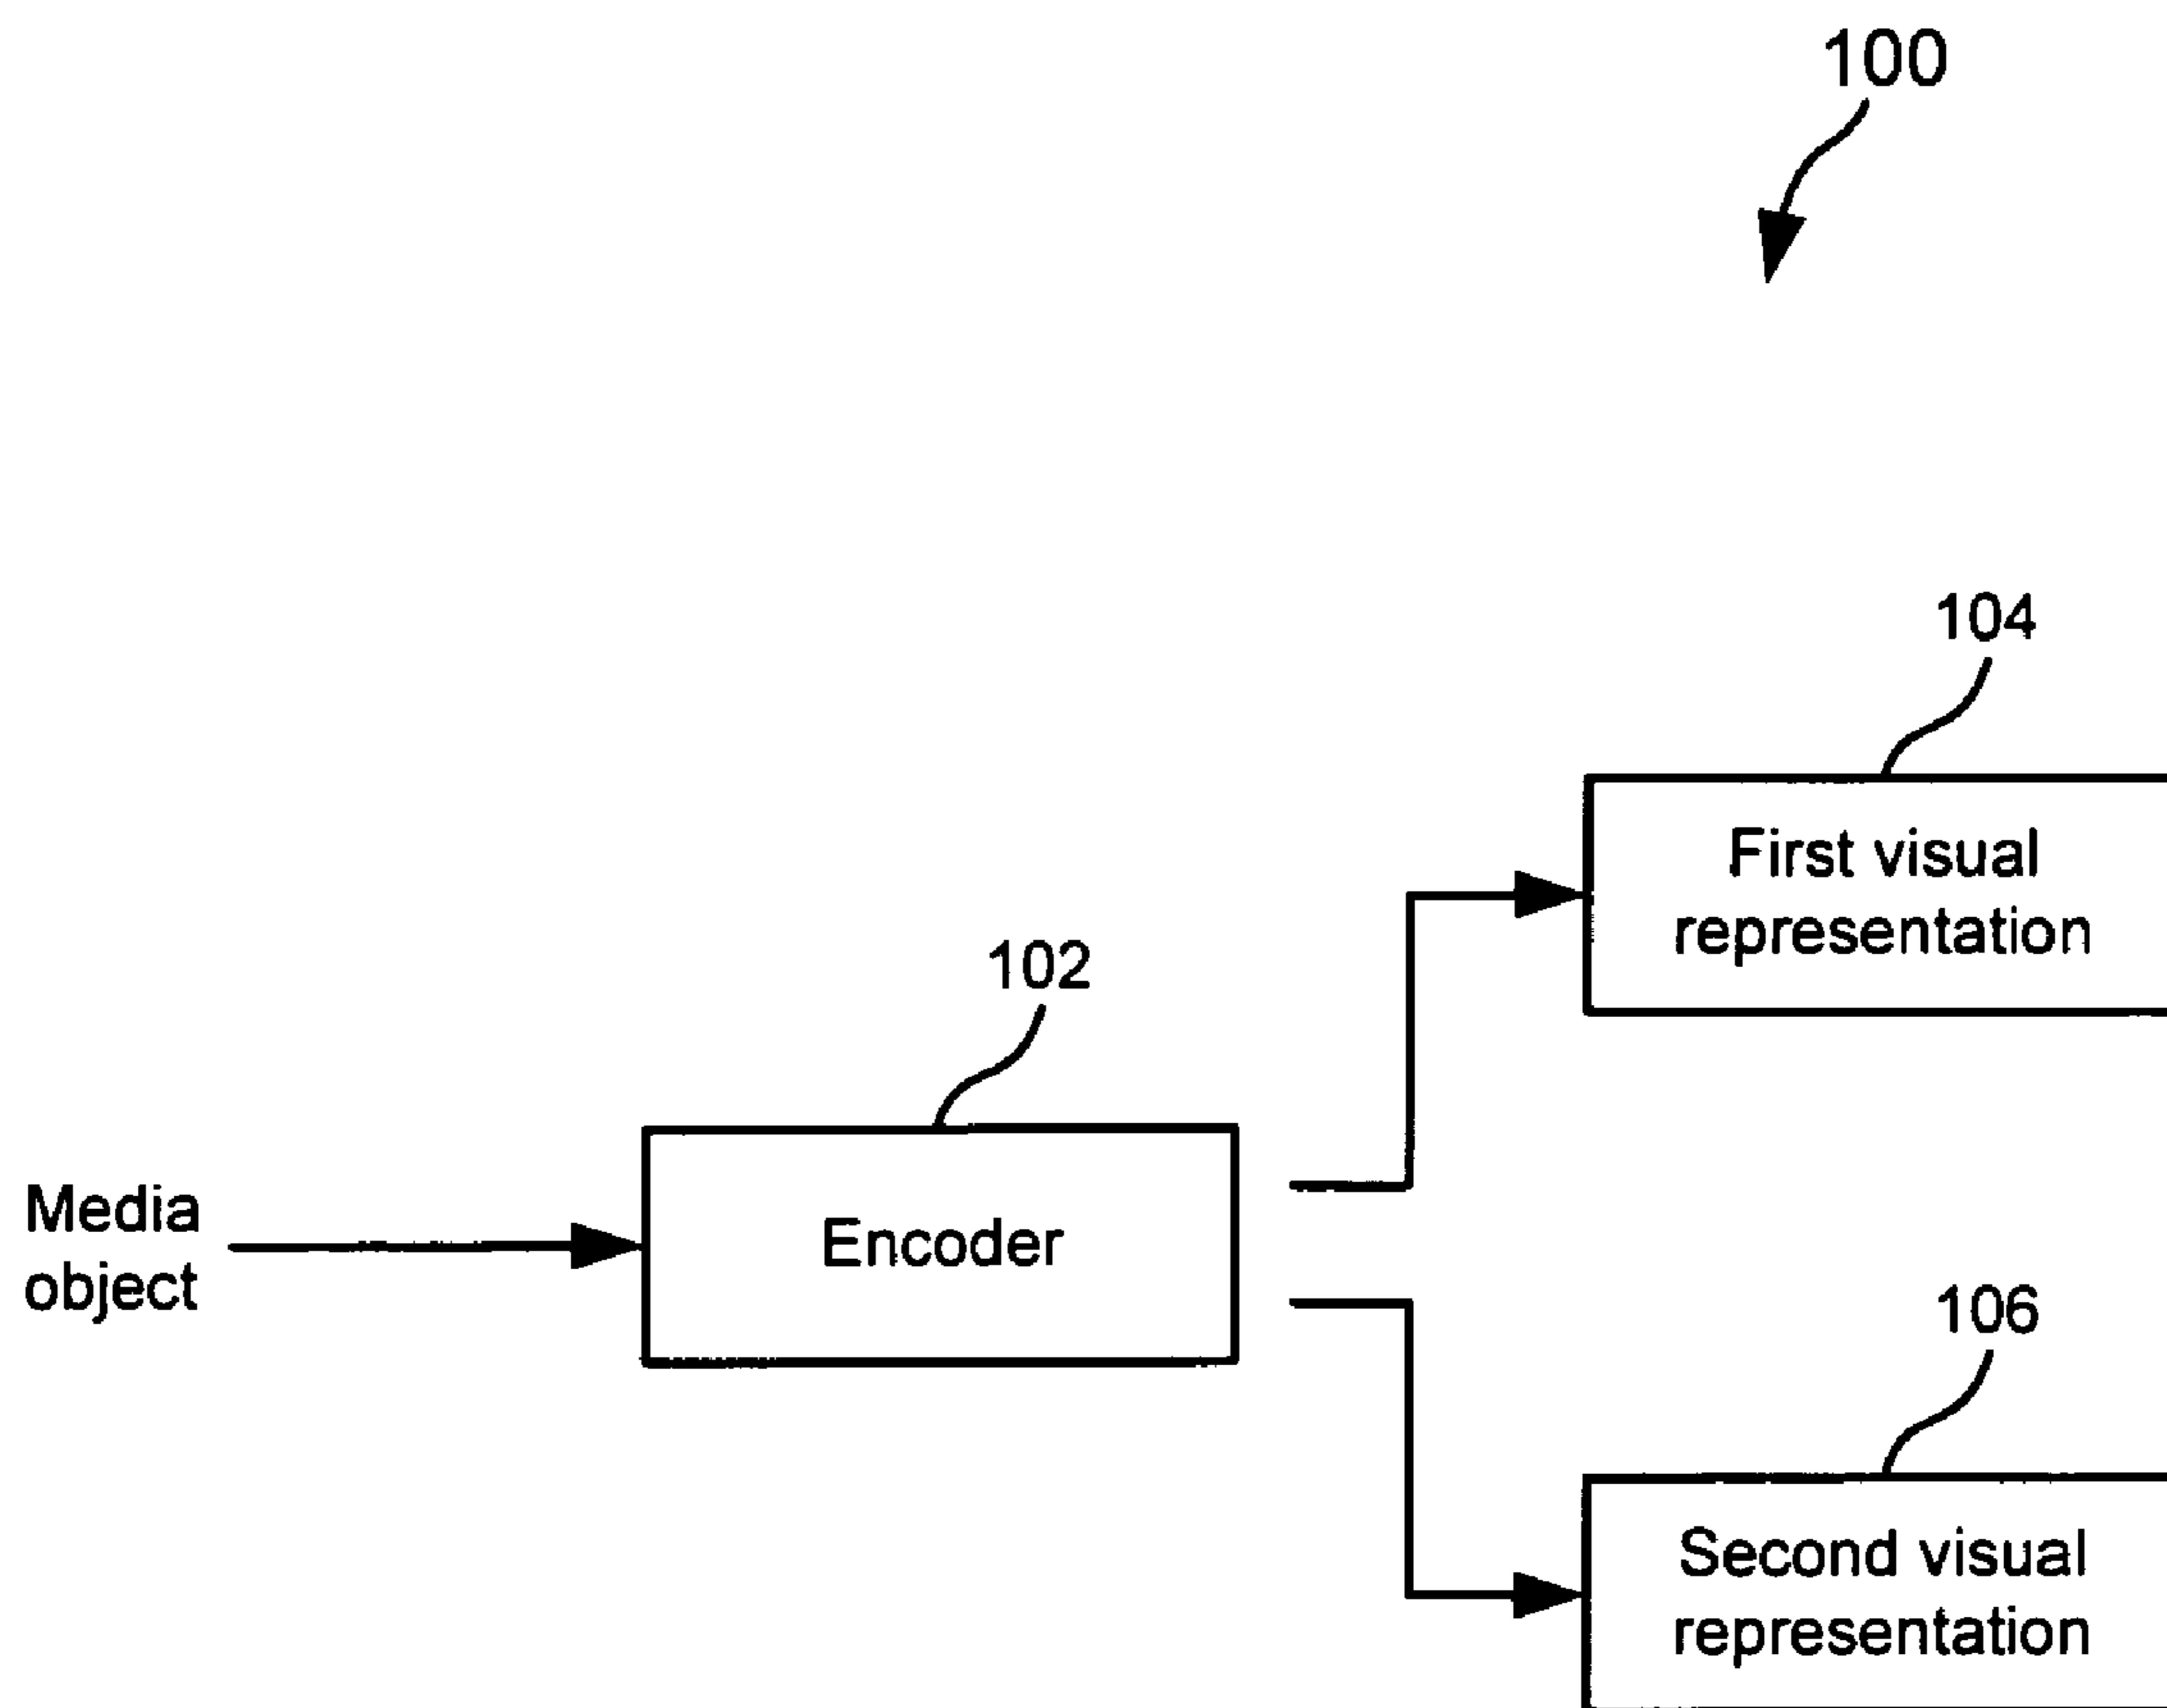 100
104
First visual
representation
102
Media
object
Encoder
106
Second visual
representation